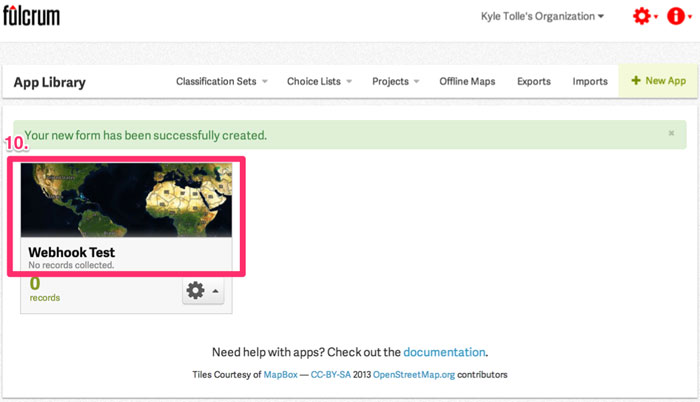 fulcrum
Kyle Tolle's Organization
App Library
Classification Sets
Choice Lists
Projects
Offline Maps
Exports
Imports
+ New App
Your new form has been successfully created.
×
10.
Webhook Test
No records collected.
0
records
Need help with apps? Check out the documentation.
Tiles Courtesy of MapBox — CC-BY-SA 2013 OpenStreetMap.org contributors